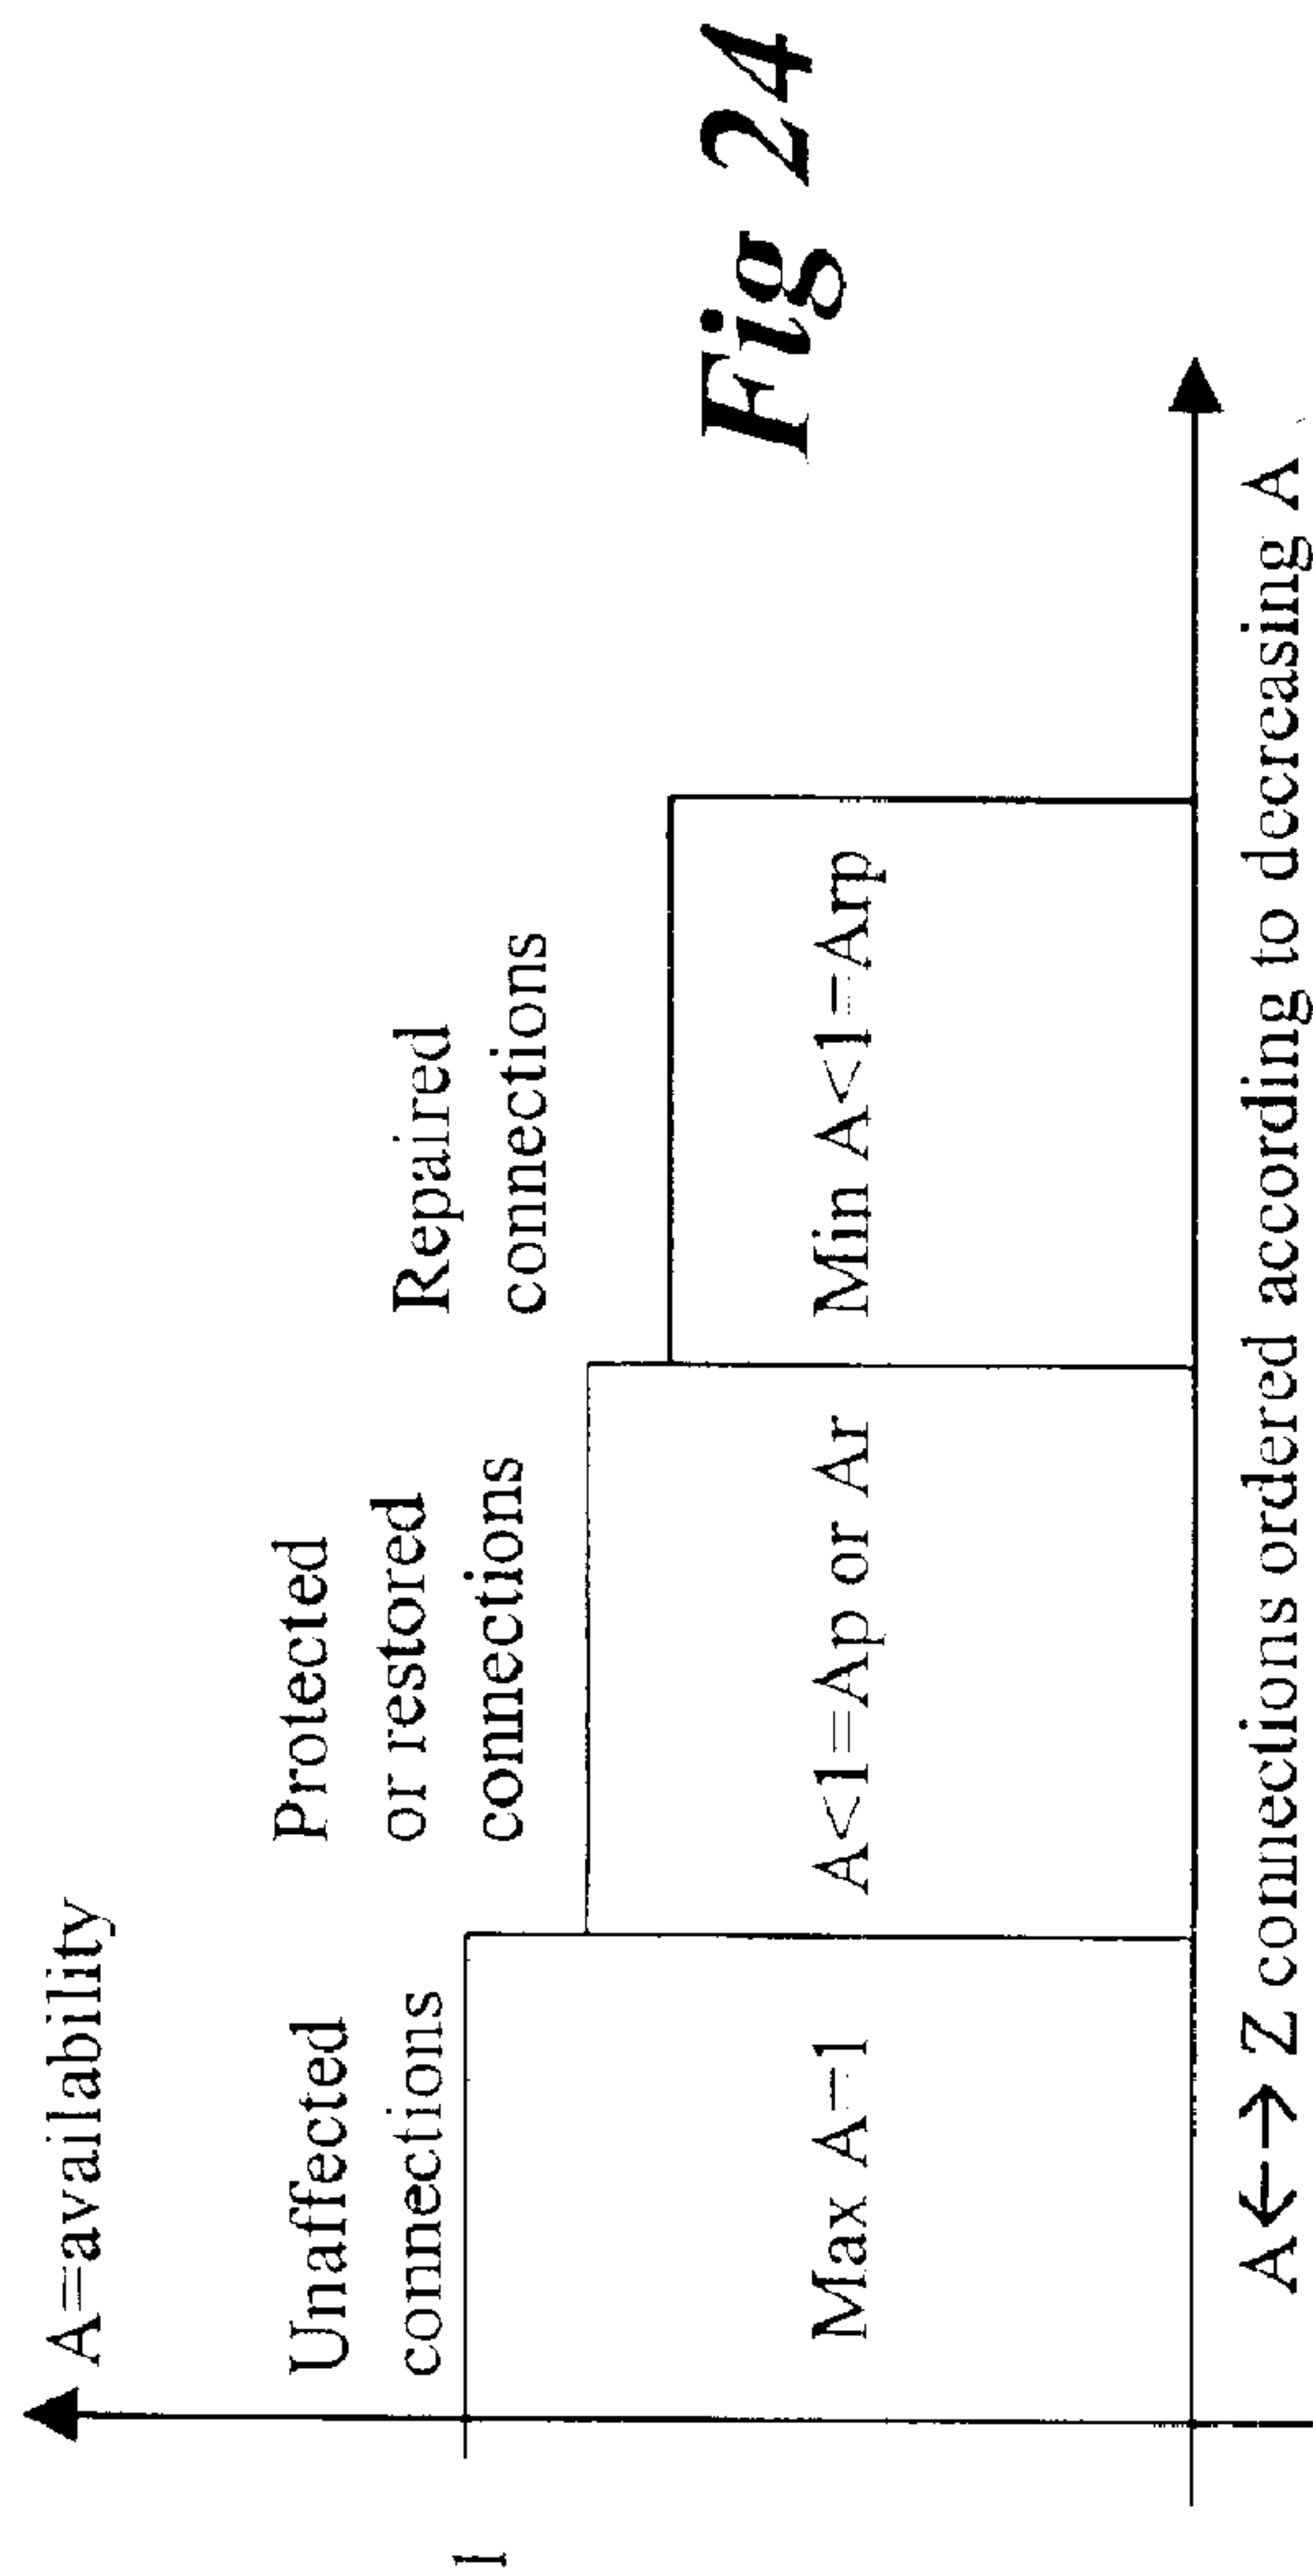 A=availability
Unaffected
connections
Protected
or restored
connections
Repaired
connections
1
Max A=1
A<1=Ap or Ar
Min A<1=Arp
A←→ Z connections ordered according to decreasing A
Fig 24